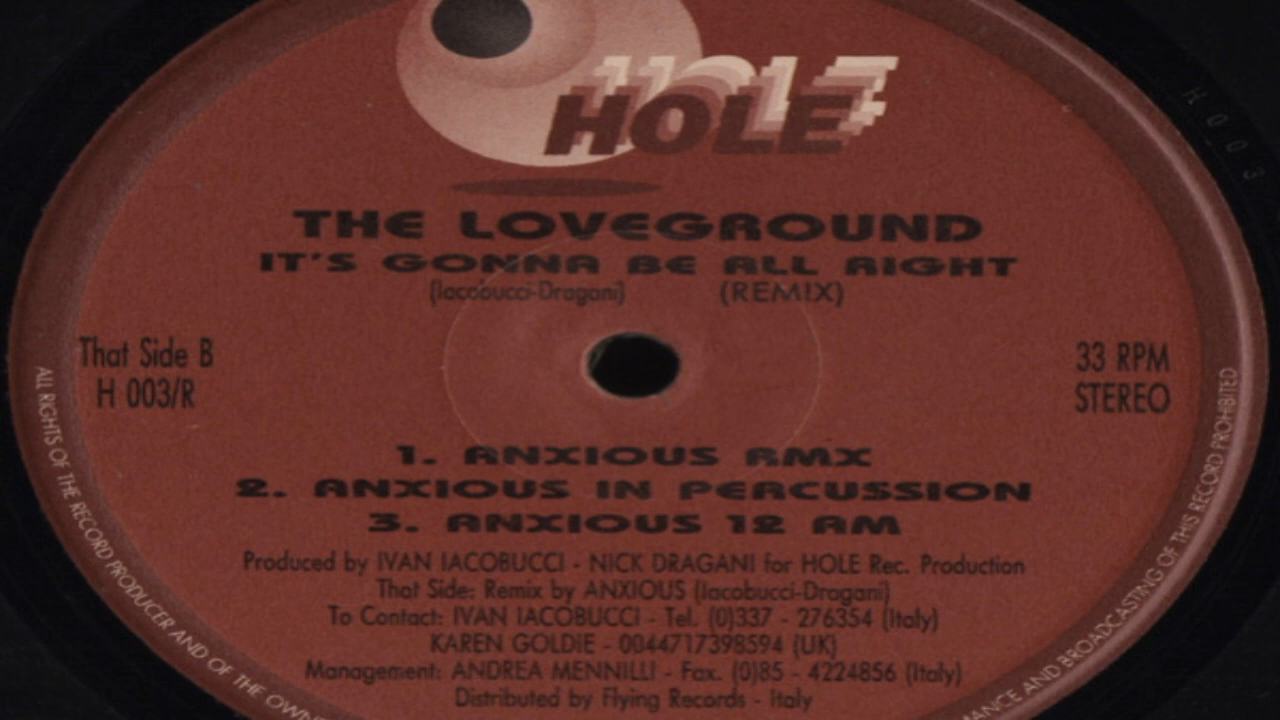 HOLE
H003
THE LOVEGROUND
IT'S GONNA BE ALL RIGHT
(Iacobucci-Dragani) (REMIX)
That Side B
H 003/R
33 RPM
STEREO
1. ANXIOUS RMX
2. ANXIOUS IN PERCUSSION
3. ANXIOUS 12 AM
Produced by IVAN IACOBUCCI - NICK DRAGANI for HOLE Rec. Production
That Side: Remix by ANXIOUS (Iacobucci-Dragani)
To Contact: IVAN IACOBUCCI - Tel. (0)337 - 276354 (Italy)
KAREN GOLDIE - 0044717398594 (UK)
Management: ANDREA MENNILLI - Fax. (0)85 - 4224856 (Italy)
Distributed by Flying Records - Italy
ALL RIGHTS OF THE RECORD PRODUCER AND OF THE
AND BROADCASTING OF THIS RECORD PROHIBITED